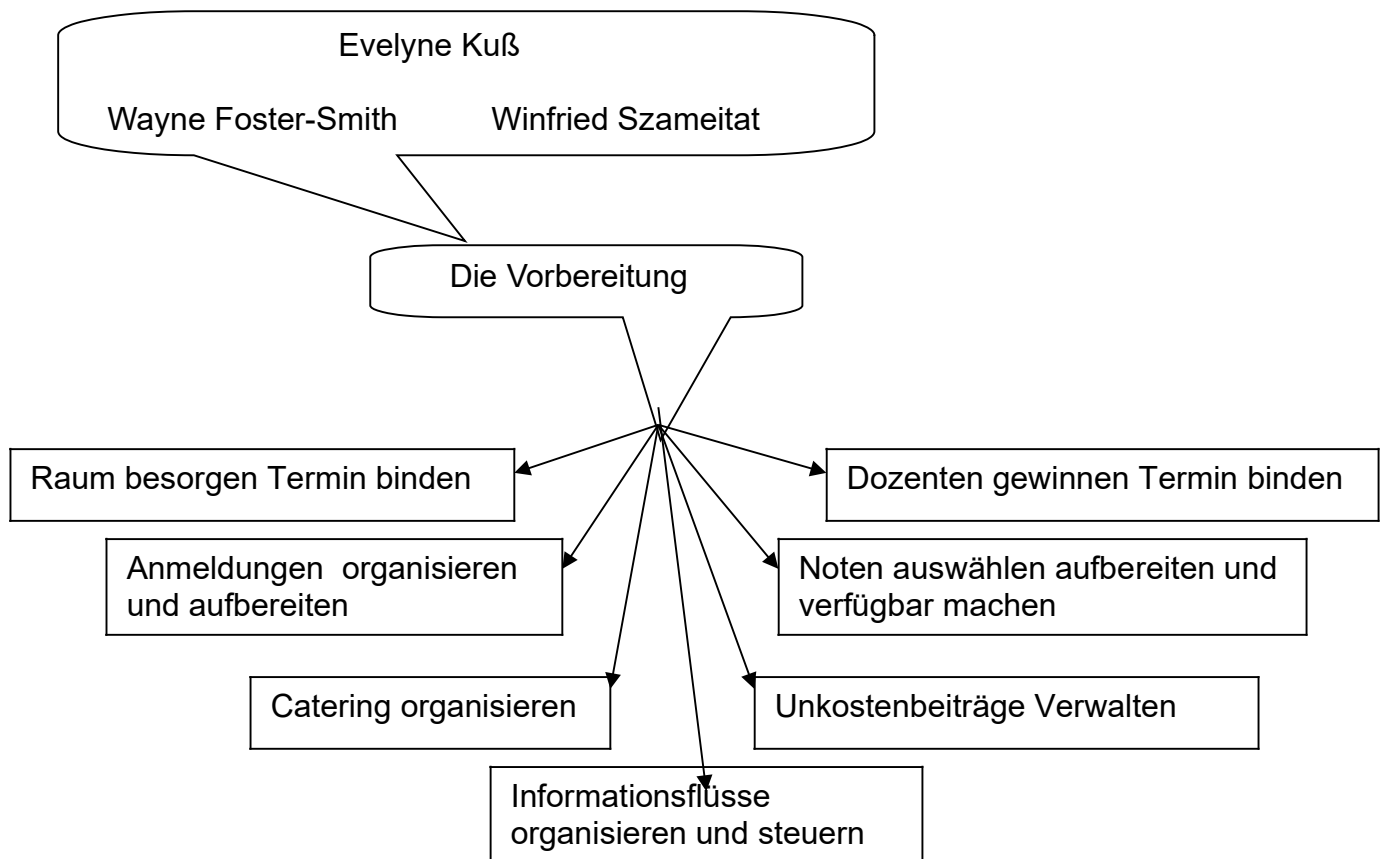 Evelyne Kuß
Wayne Foster-Smith Winfried Szameitat
Die Vorbereitung
Raum besorgen Termin binden
Dozenten gewinnen Termin binden
Anmeldungen organisieren
und aufbereiten
Noten auswählen aufbereiten und
verfügbar machen
Catering organisieren
Unkostenbeiträge Verwalten
Informationsflüsse
organisieren und steuern